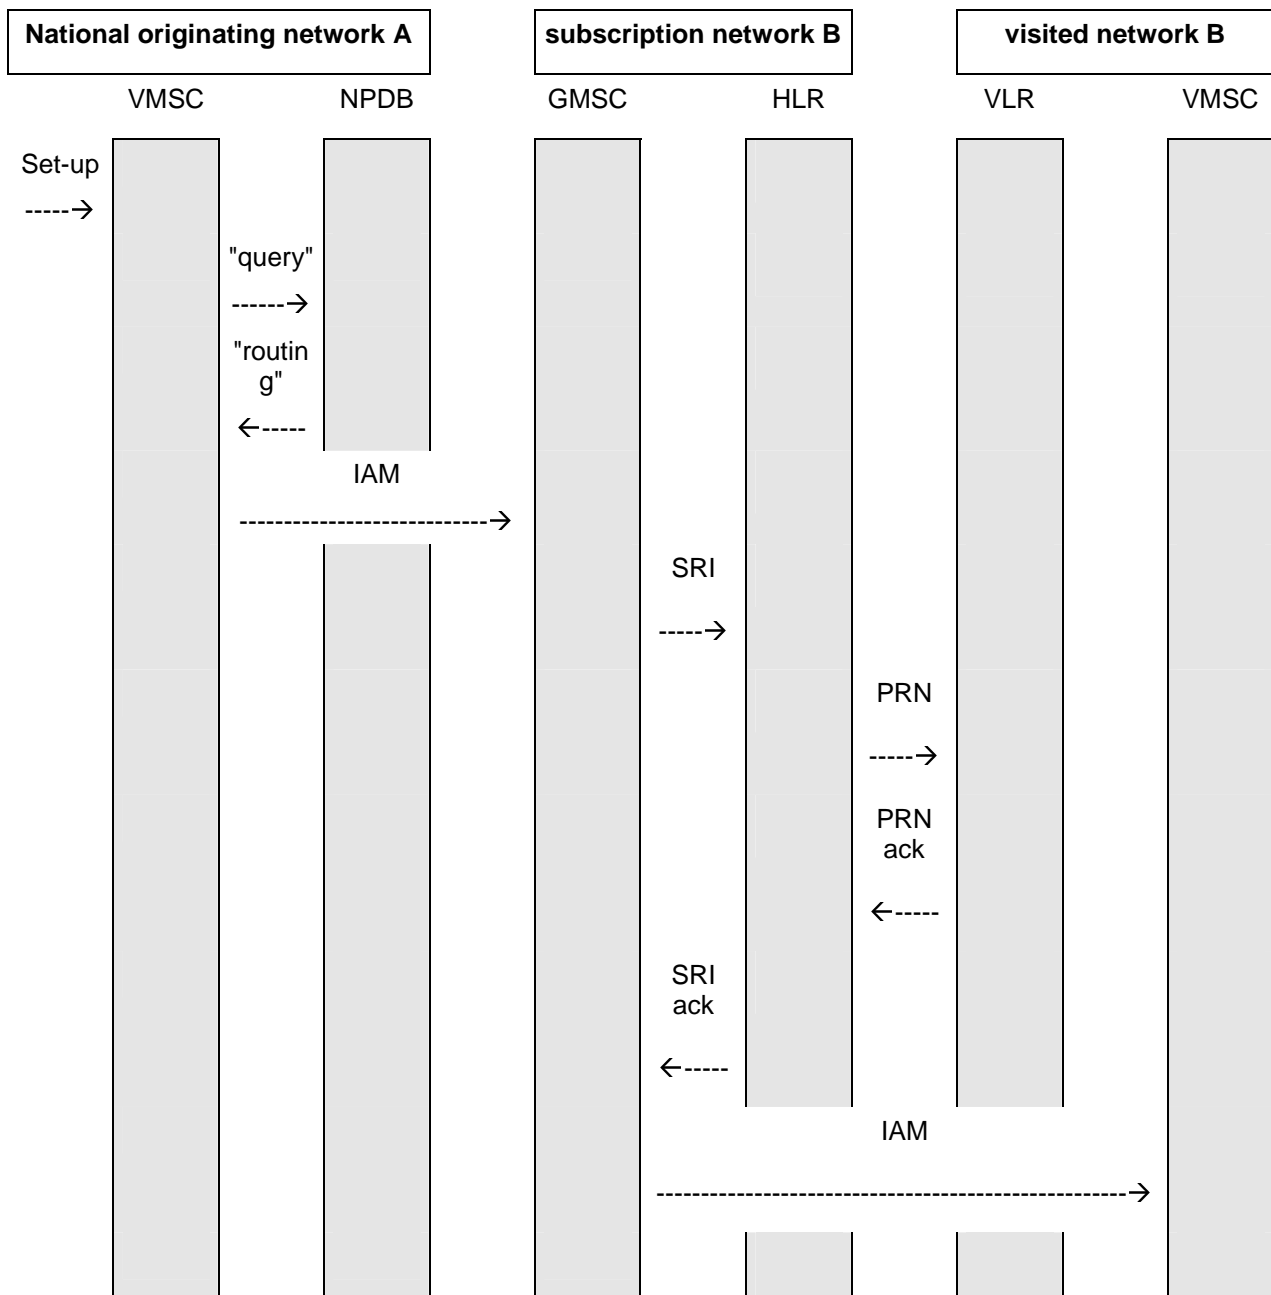 National originating network A
subscription network B
visited network B
VMSC
NPDB
GMSC
HLR
VLR
VMSC
Set-up
-----→
"query"
------→
"routin
g"
←-----
IAM
----------------------------→
SRI
-----→
PRN
-----→
PRN
ack
←-----
SRI
ack
←-----
IAM
-----------------------------------------------------→